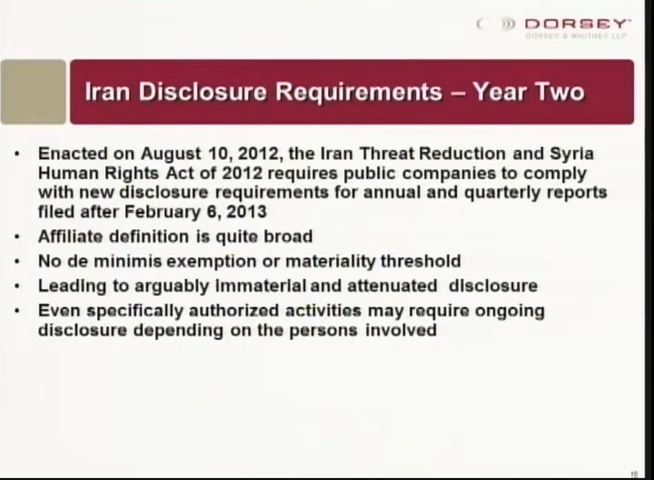 DORSEY
DORSEY & WHITNEY LLP
Iran Disclosure Requirements – Year Two
• Enacted on August 10, 2012, the Iran Threat Reduction and Syria
Human Rights Act of 2012 requires public companies to comply
with new disclosure requirements for annual and quarterly reports
filed after February 6, 2013
• Affiliate definition is quite broad
• No de minimis exemption or materiality threshold
• Leading to arguably immaterial and attenuated disclosure
• Even specifically authorized activities may require ongoing
disclosure depending on the persons involved